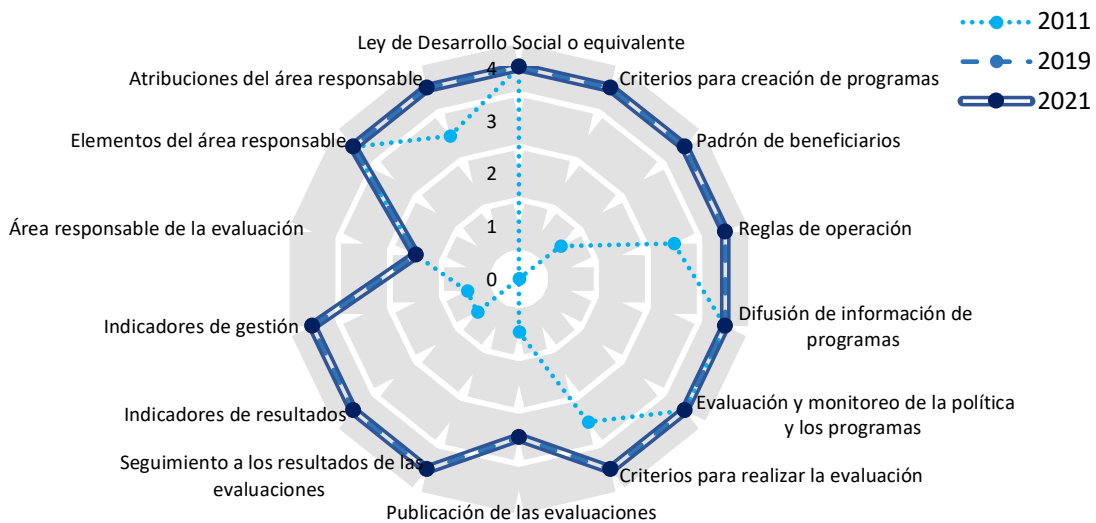 2011
2019
2021
Ley de Desarrollo Social o equivalente
Criterios para creación de programas
Padrón de beneficiarios
Reglas de operación
Difusión de información de
programas
Evaluación y monitoreo de la política
y los programas
Criterios para realizar la evaluación
Publicación de las evaluaciones
Seguimiento a los resultados de las
evaluaciones
Indicadores de resultados
Indicadores de gestión
Área responsable de la evaluación
Elementos del área responsable
Atribuciones del área responsable
4
3
2
1
0